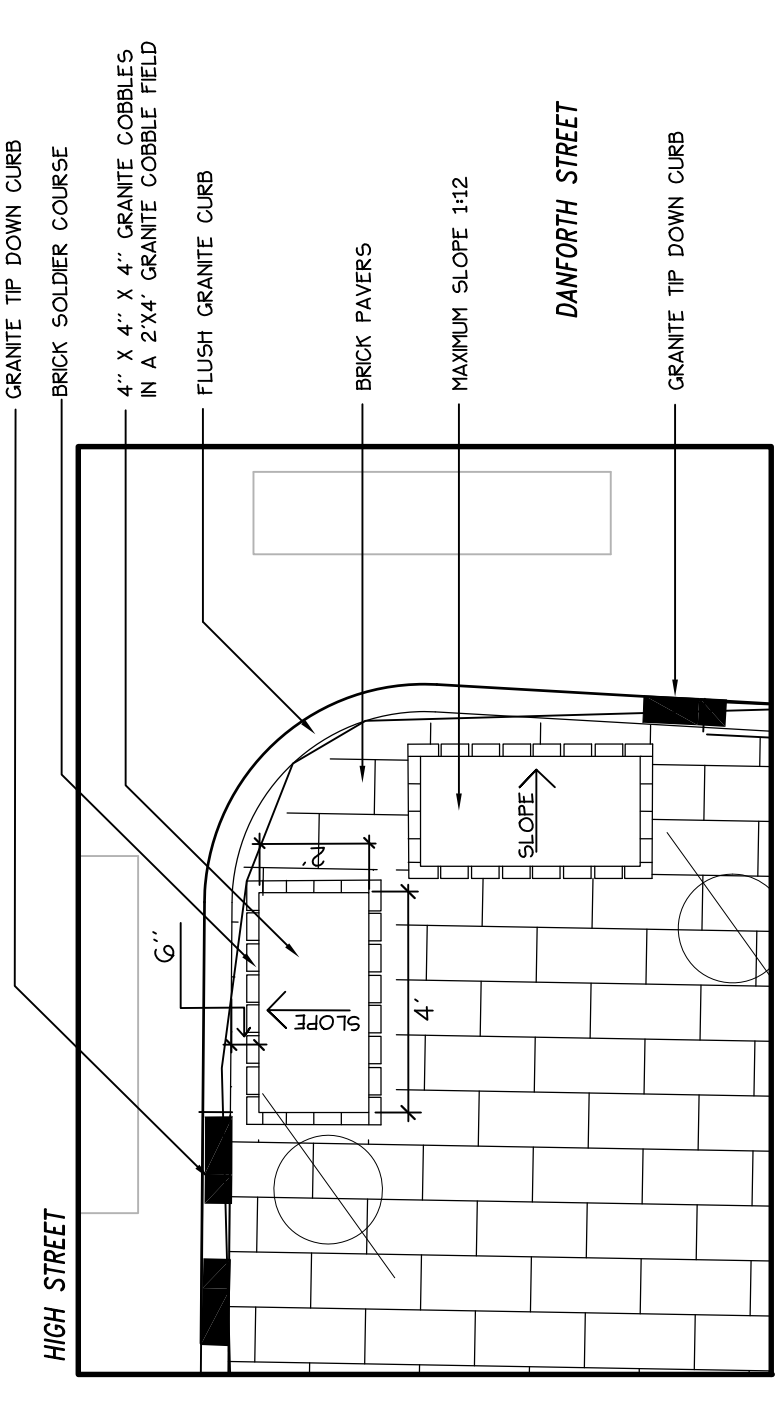 GRANITE TIP DOWN CURB
BRICK SOLDIER COURSE
4" X 4" X 4" GRANITE COBBLES
IN A 2'X4' GRANITE COBBLE FIELD
FLUSH GRANITE CURB
BRICK PAVERS
MAXIMUM SLOPE 1:12
DANFORTH STREET
GRANITE TIP DOWN CURB
HIGH STREET
6"
2'
SLOPE
4'
SLOPE